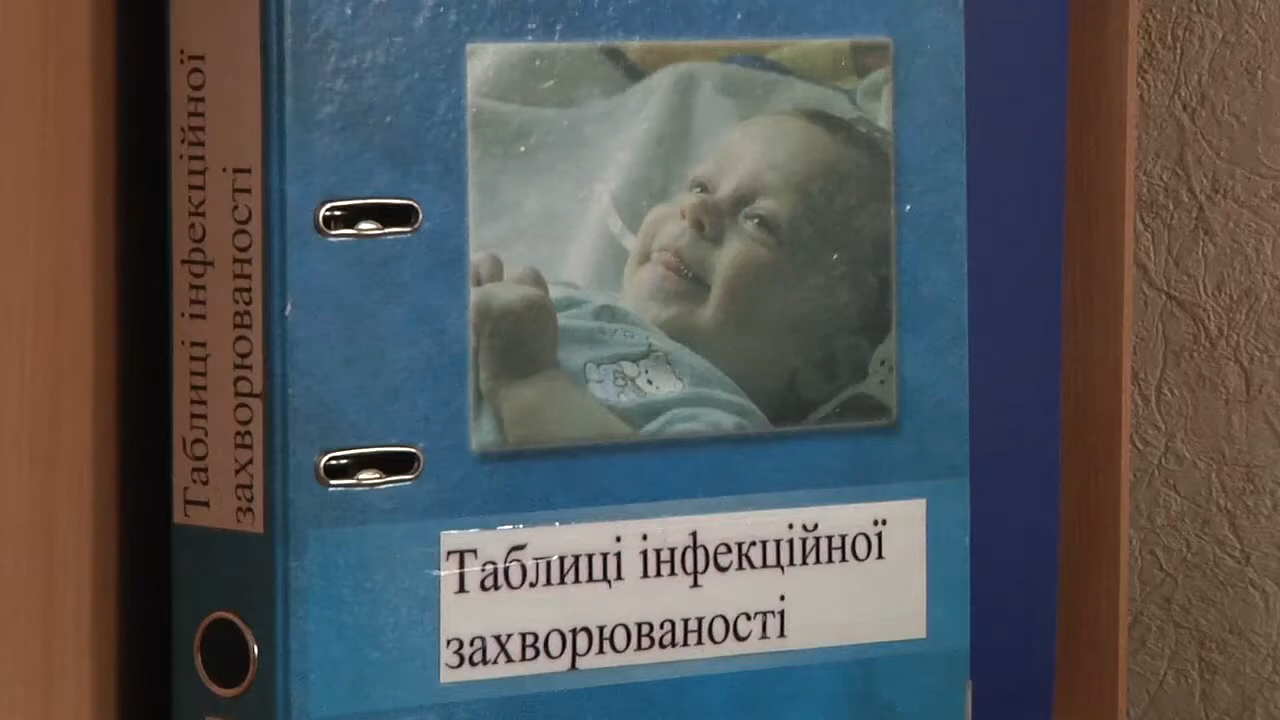 Таблиці інфекційної
захворюваності
Таблиці інфекційної
захворюваності